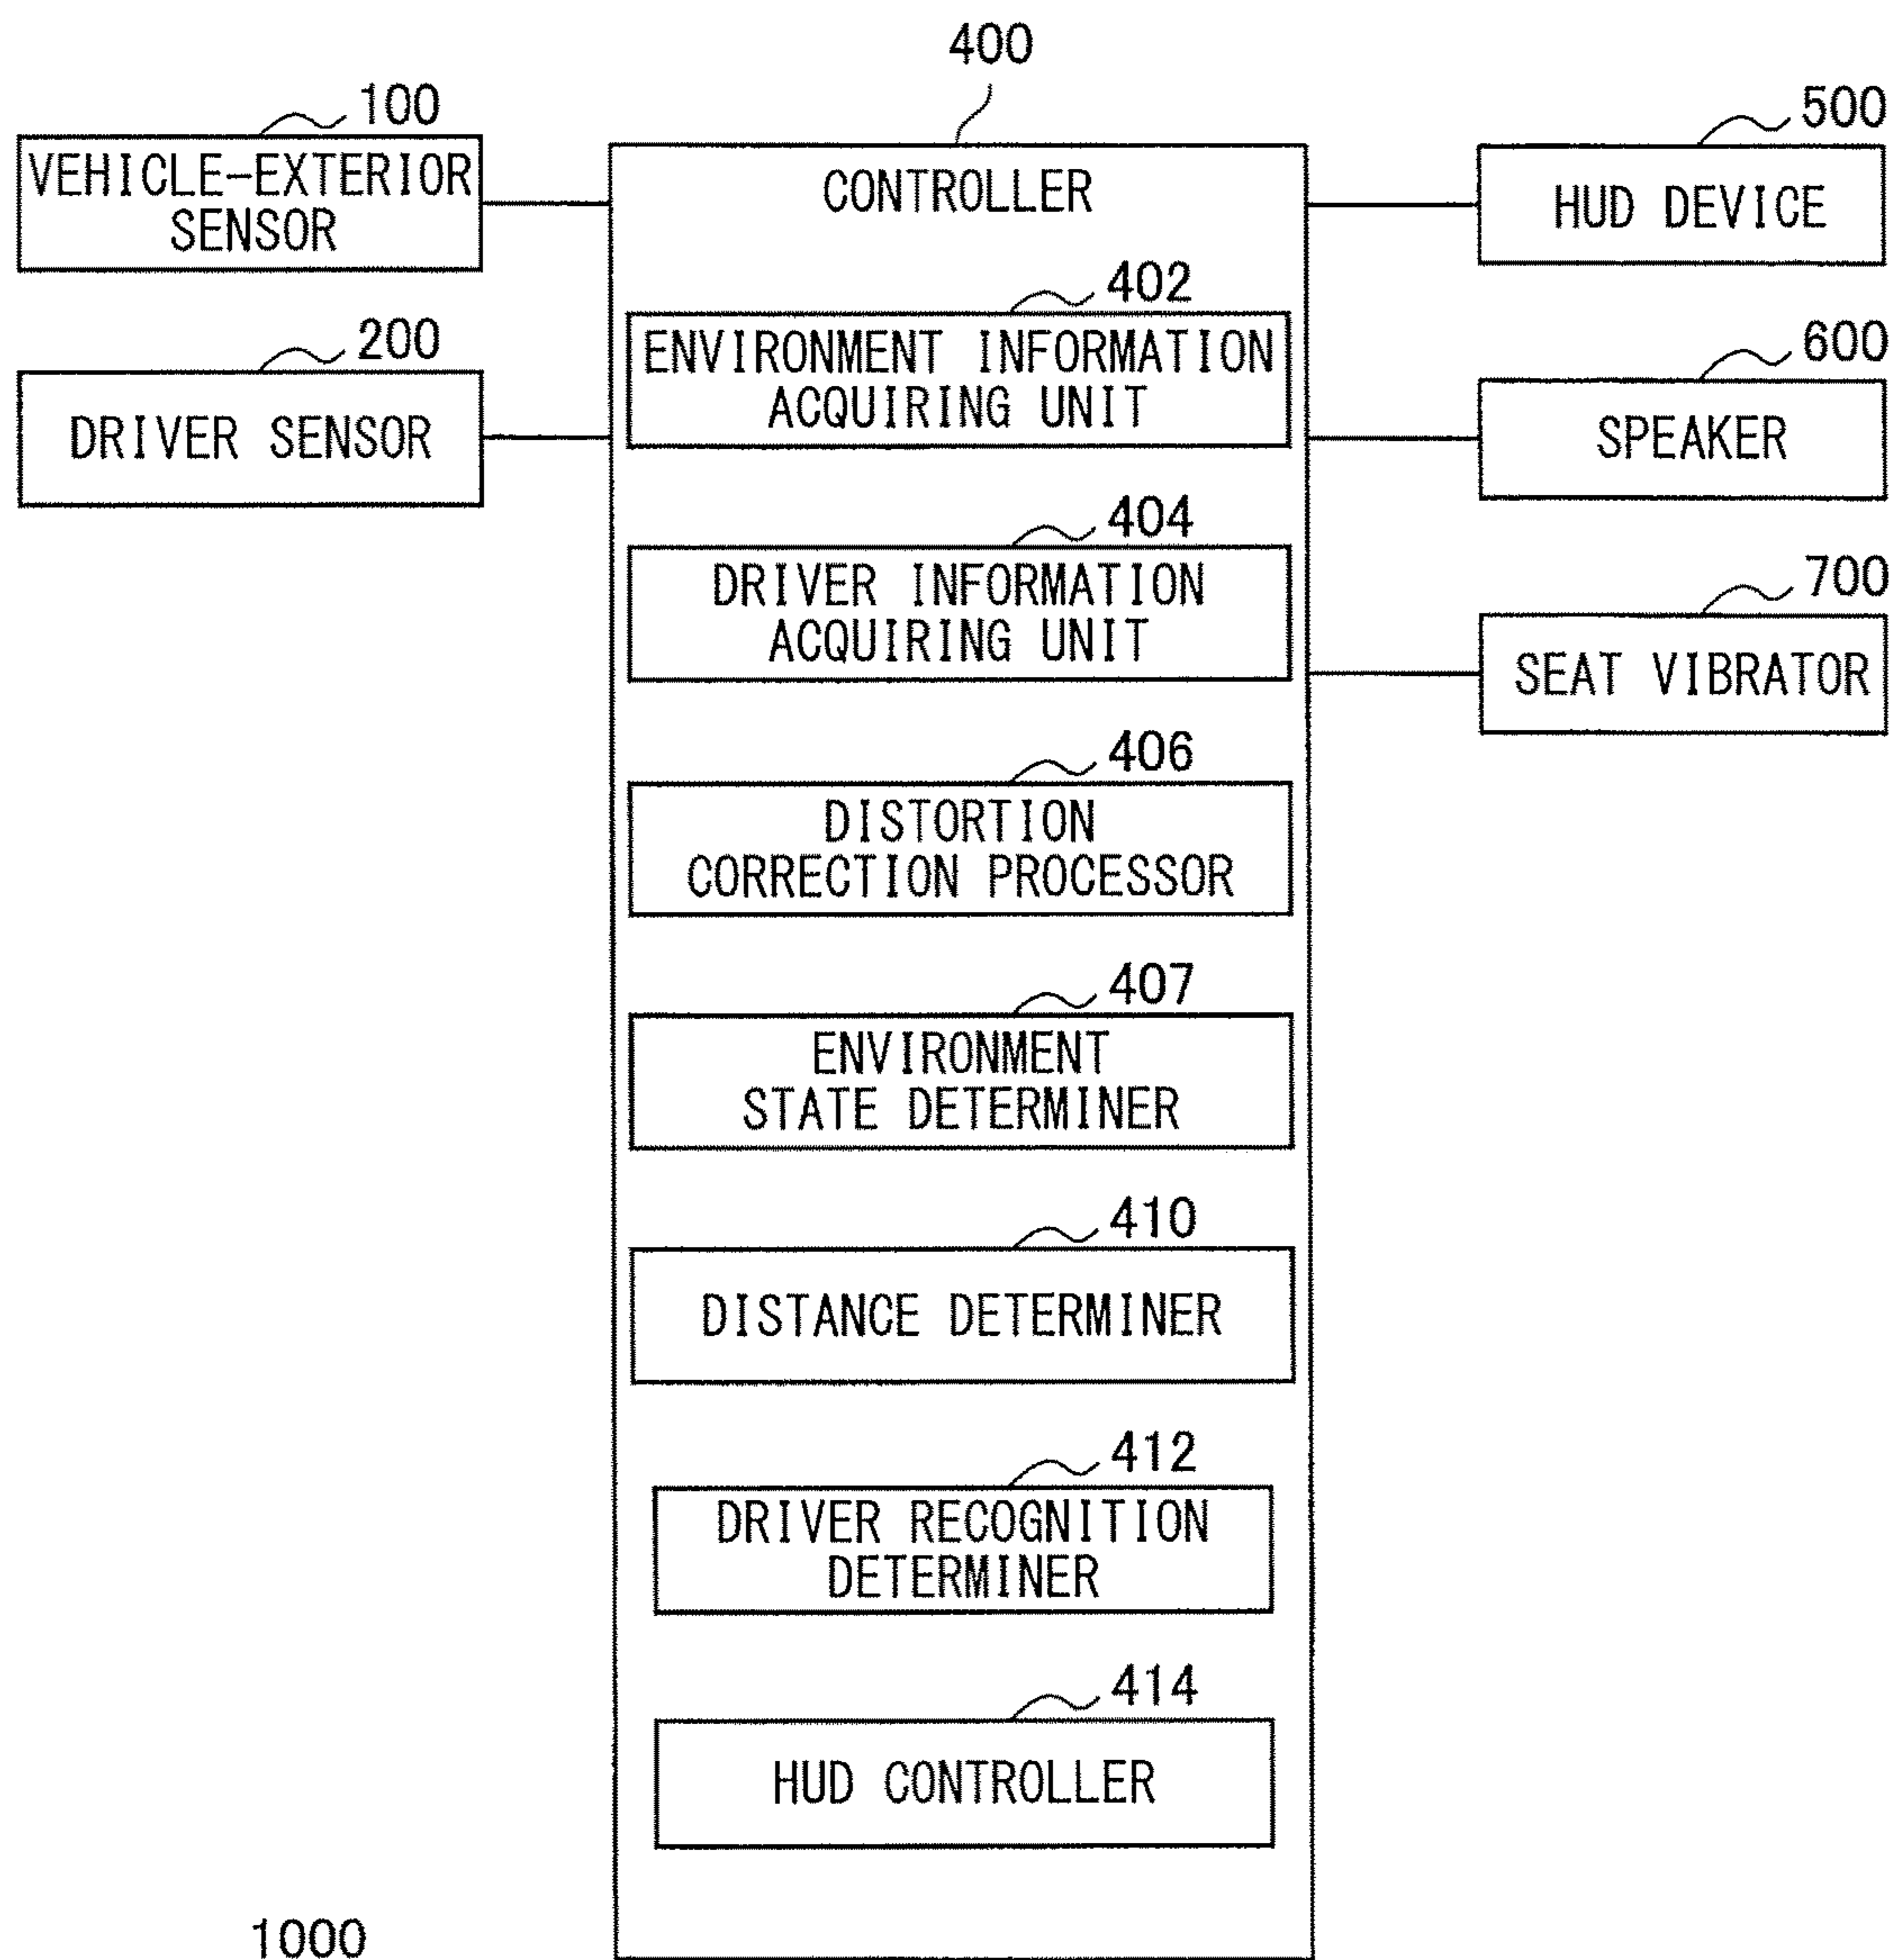 400
100
VEHICLE-EXTERIOR
SENSOR
200
DRIVER SENSOR
CONTROLLER
402
ENVIRONMENT INFORMATION
ACQUIRING UNIT
404
DRIVER INFORMATION
ACQUIRING UNIT
406
DISTORTION
CORRECTION PROCESSOR
407
ENVIRONMENT
STATE DETERMINER
410
DISTANCE DETERMINER
412
DRIVER RECOGNITION
DETERMINER
414
HUD CONTROLLER
500
HUD DEVICE
600
SPEAKER
700
SEAT VIBRATOR
1000